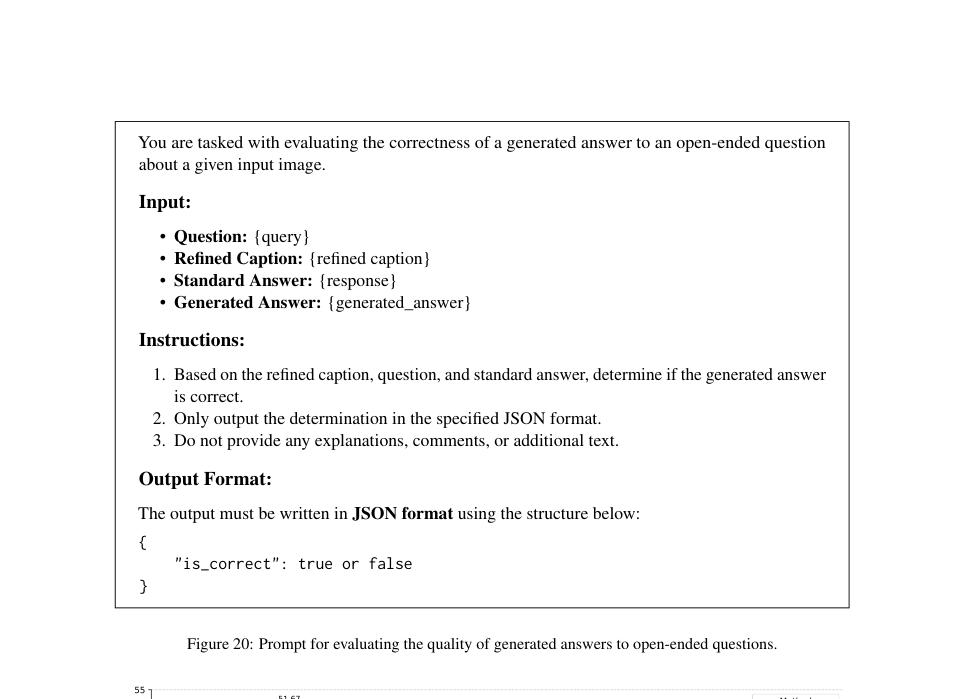 You are tasked with evaluating the correctness of a generated answer to an open-ended question
about a given input image.
Input:
• Question: {query}
• Refined Caption: {refined caption}
• Standard Answer: {response}
• Generated Answer: {generated_answer}
Instructions:
1. Based on the refined caption, question, and standard answer, determine if the generated answer
is correct.
2. Only output the determination in the specified JSON format.
3. Do not provide any explanations, comments, or additional text.
Output Format:
The output must be written in JSON format using the structure below:
{
"is_correct": true or false
}
Figure 20: Prompt for evaluating the quality of generated answers to open-ended questions.
55